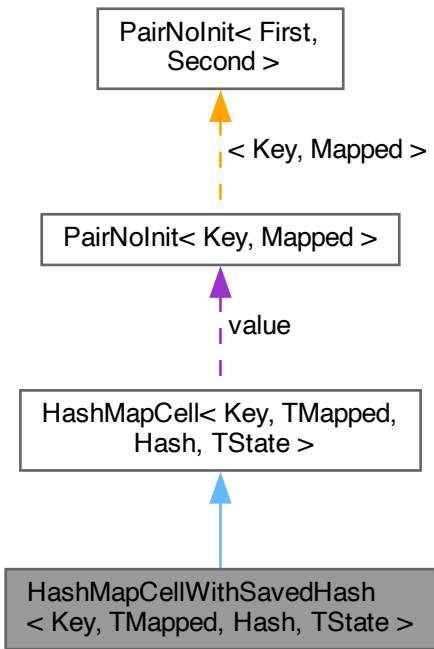 PairNoInit< First,
Second >
< Key, Mapped >
PairNoInit< Key, Mapped >
value
HashMapCell< Key, TMapped,
Hash, TState >
HashMapCellWithSavedHash
< Key, TMapped, Hash, TState >